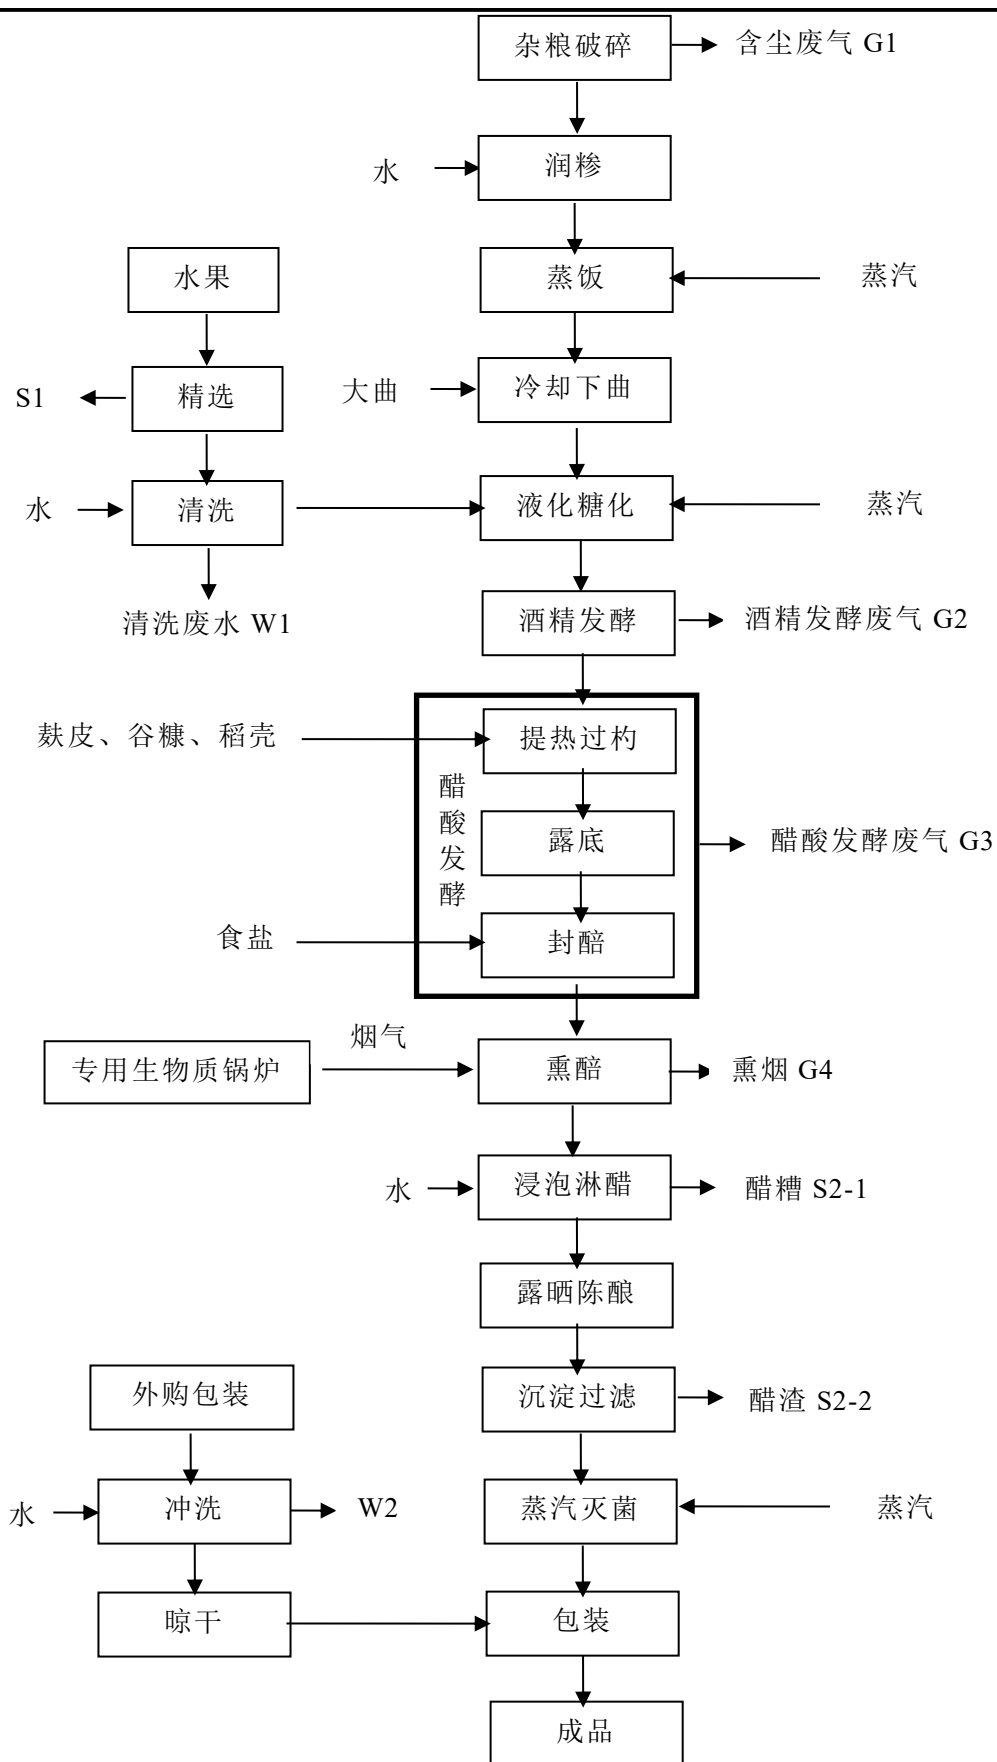 杂粮破碎
含尘废气 G1
水
润糁
水果
蒸饭
蒸汽
S1
精选
大曲
冷却下曲
水
清洗
液化糖化
蒸汽
清洗废水 W1
酒精发酵
酒精发酵废气 G2
麸皮、谷糠、稻壳
提热过杓
醋酸发酵
露底
醋酸发酵废气 G3
食盐
封醅
烟气
专用生物质锅炉
熏醅
熏烟 G4
水
浸泡淋醋
醋糟 S2-1
露晒陈酿
外购包装
沉淀过滤
醋渣 S2-2
水
冲洗
W2
蒸汽灭菌
蒸汽
晾干
包装
成品